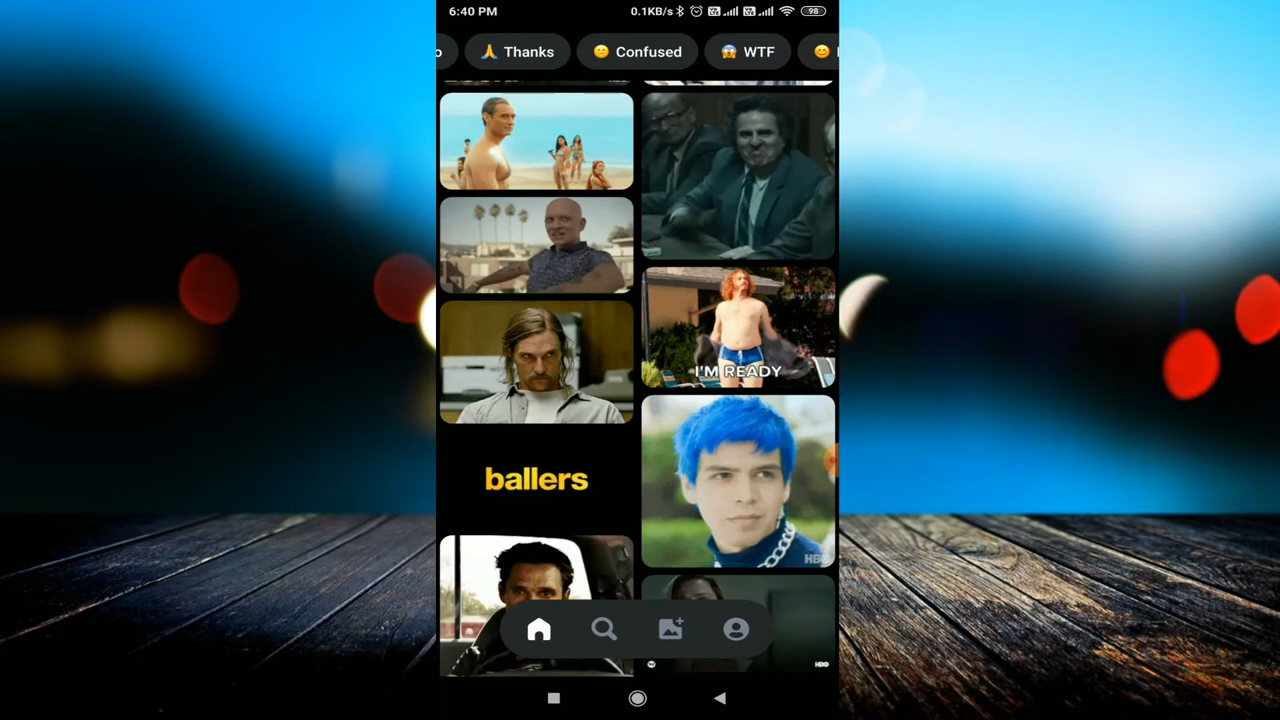 6:40 PM
0.1KB/s
98
Thanks
Confused
WTF
I'M READY
ballers
HBO